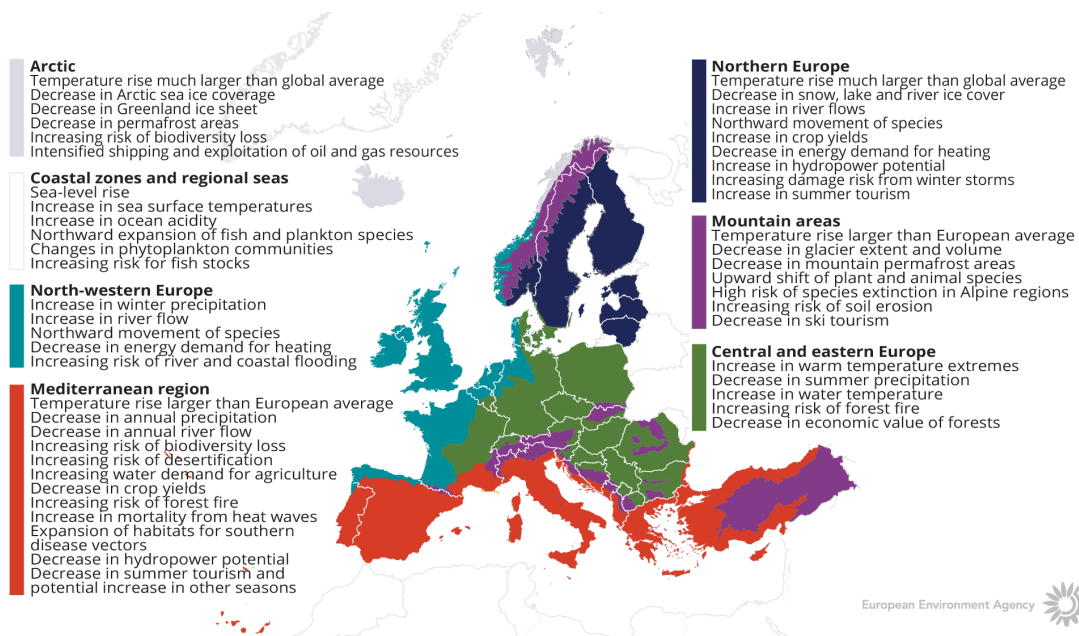 Arctic
Temperature rise much larger than global average
Decrease in Arctic sea ice coverage
Decrease in Greenland ice sheet
Decrease in permafrost areas
Increasing risk of biodiversity loss
Intensified shipping and exploitation of oil and gas resources
Coastal zones and regional seas
Sea-level rise
Increase in sea surface temperatures
Increase in ocean acidity
Northward expansion of fish and plankton species
Changes in phytoplankton communities
Increasing risk for fish stocks
North-western Europe
Increase in winter precipitation
Increase in river flow
Northward movement of species
Decrease in energy demand for heating
Increasing risk of river and coastal flooding
Mediterranean region
Temperature rise larger than European average
Decrease in annual precipitation
Decrease in annual river flow
Increasing risk of biodiversity loss
Increasing risk of desertification
Increasing water demand for agriculture
Decrease in crop yields
Increasing risk of forest fire
Increase in mortality from heat waves
Expansion of habitats for southern
disease vectors
Decrease in hydropower potential
Decrease in summer tourism and
potential increase in other seasons
Northern Europe
Temperature rise much larger than global average
Decrease in snow, lake and river ice cover
Increase in river flows
Northward movement of species
Increase in crop yields
Decrease in energy demand for heating
Increase in hydropower potential
Increasing damage risk from winter storms
Increase in summer tourism
Mountain areas
Temperature rise larger than European average
Decrease in glacier extent and volume
Decrease in mountain permafrost areas
Upward shift of plant and animal species
High risk of species extinction in Alpine regions
Increasing risk of soil erosion
Decrease in ski tourism
Central and eastern Europe
Increase in warm temperature extremes
Decrease in summer precipitation
Increase in water temperature
Increasing risk of forest fire
Decrease in economic value of forests
European Environment Agency